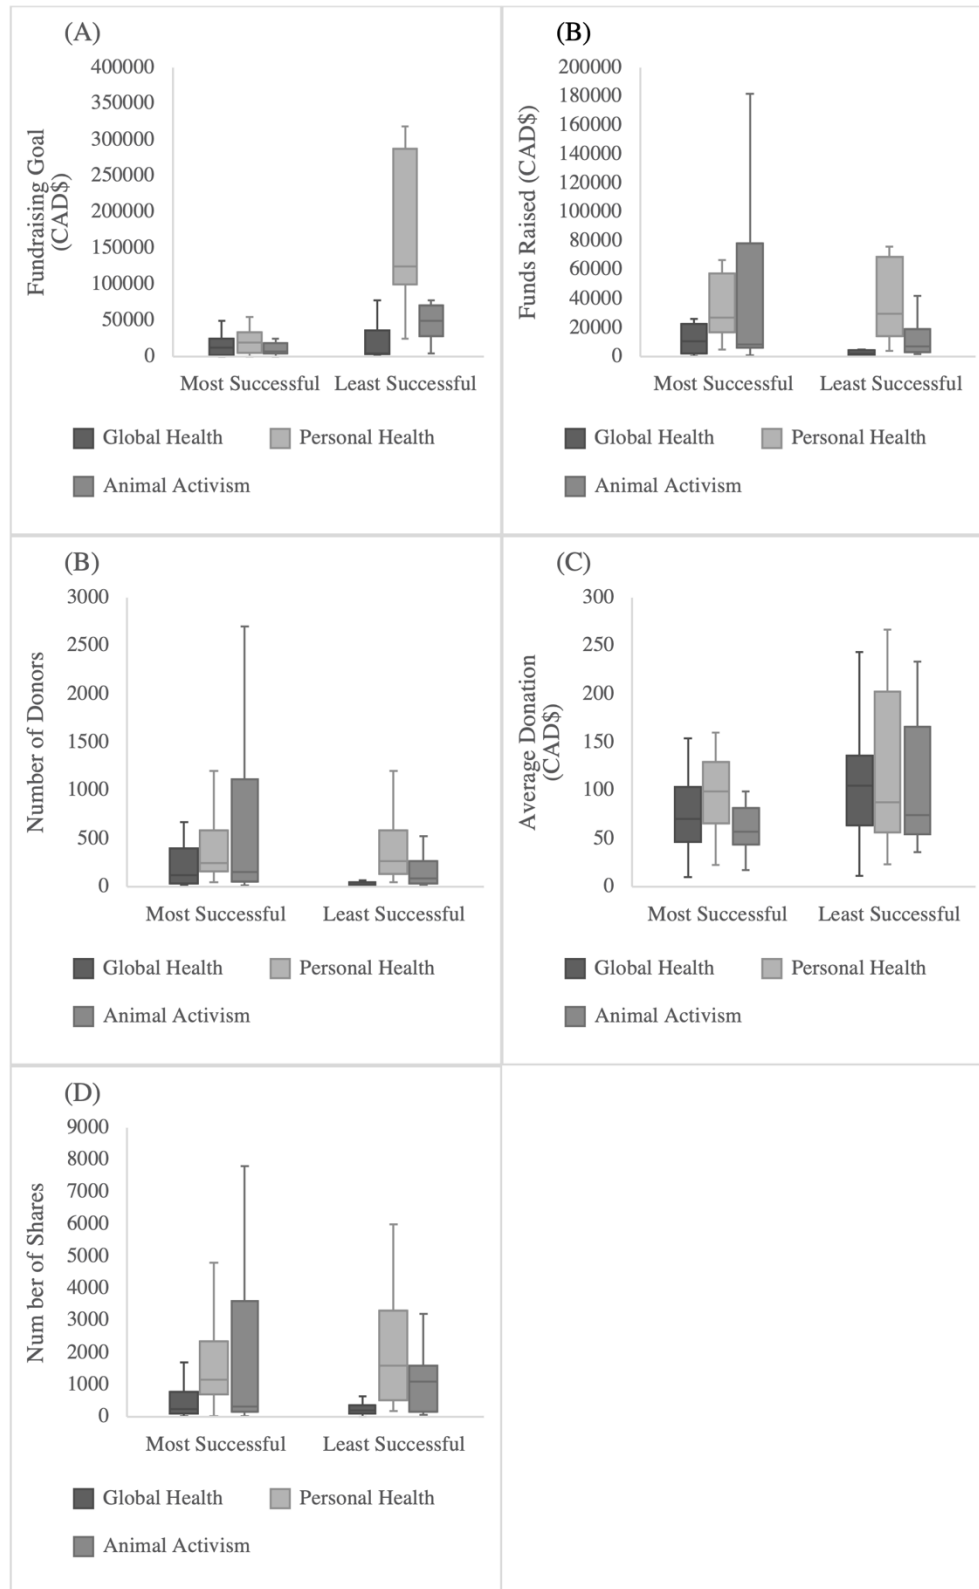 (A)
Fundraising Goal
(CAD$)
400000
350000
300000
250000
200000
150000
100000
50000
0
Most Successful Least Successful
Global Health Personal Health
Animal Activism
(B)
Funds Raised (CAD$)
200000
180000
160000
140000
120000
100000
80000
60000
40000
20000
0
Most Successful Least Successful
Global Health Personal Health
Animal Activism
(B)
Number of Donors
3000
2500
2000
1500
1000
500
0
Most Successful Least Successful
Global Health Personal Health
Animal Activism
(C)
Average Donation
(CAD$)
300
250
200
150
100
50
0
Most Successful Least Successful
Global Health Personal Health
Animal Activism
(D)
Num ber of Shares
9000
8000
7000
6000
5000
4000
3000
2000
1000
0
Most Successful Least Successful
Global Health Personal Health
Animal Activism